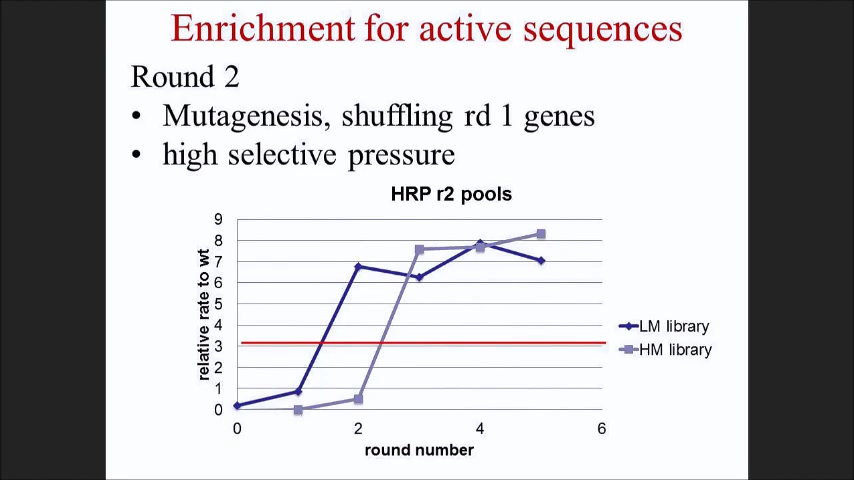 Enrichment for active sequences
Round 2
• Mutagenesis, shuffling rd 1 genes
• high selective pressure
HRP r2 pools
relative rate to wt
9
8
7
6
5
4
3
2
1
0
0 2 4 6
round number
LM library
HM library